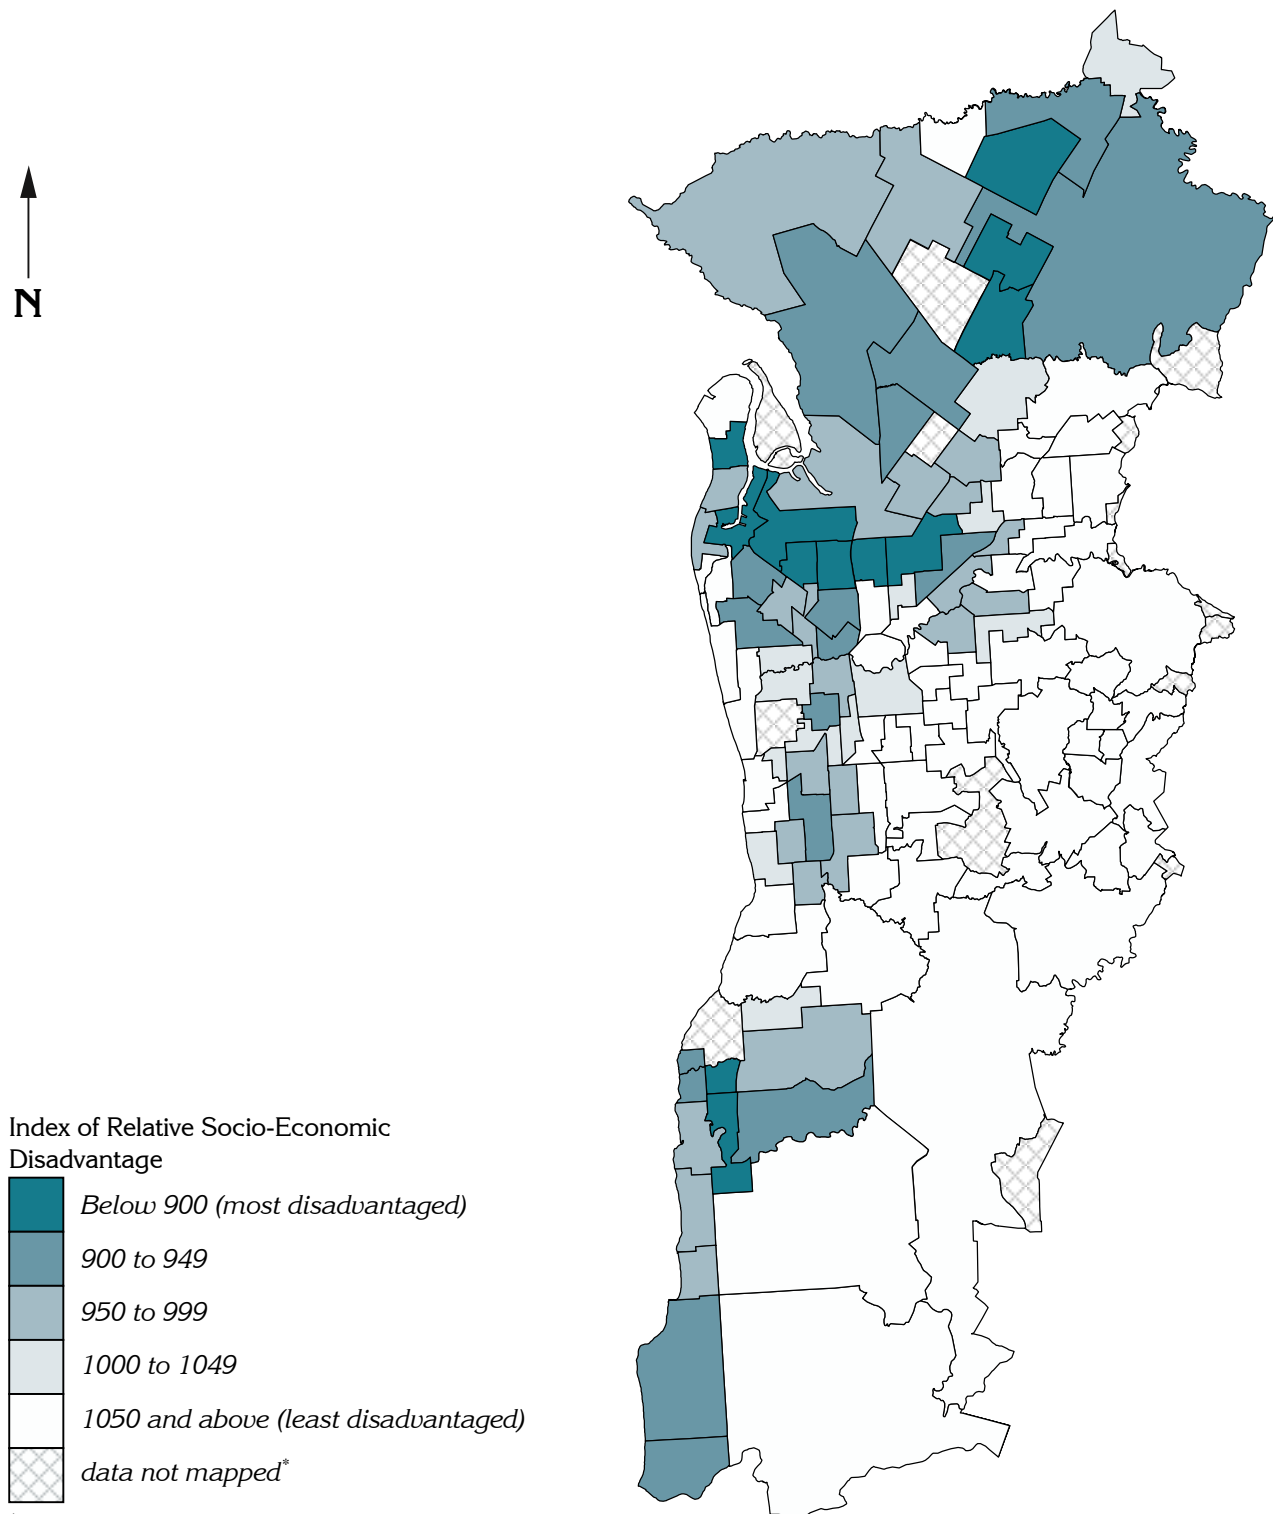 N
Index of Relative Socio-Economic
Disadvantage
Below 900 (most disadvantaged)
900 to 949
950 to 999
1000 to 1049
1050 and above (least disadvantaged)
data not mapped*